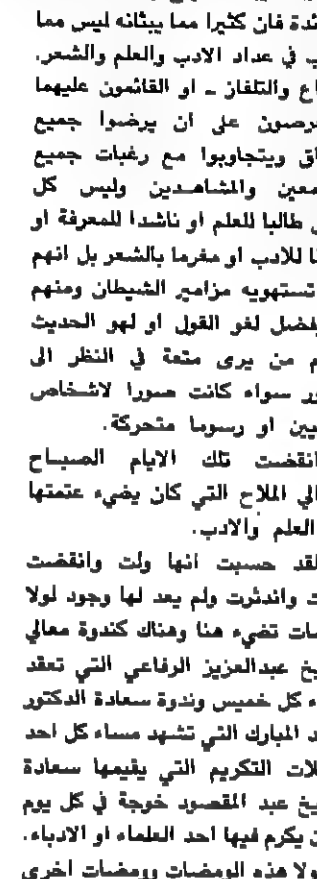 ئدة فان كثيرا مما يبثانه ليس مما
ب في عداد الادب والعلم والشعر.
اع والتلفاز ـ او القائمون عليهما
رصون على ان يرضوا جميع
اق ويتجاوبوا مع رغبات جميع
معين والمشاهدين وليس كل
ل طالبا للعلم او ناشدا للمعرفة او
نا للادب او مغرما بالشعر بل انهم
تستهويه مزامير الشيطان ومنهم
يفضل لغو القول او لهو الحديث
م من يرى متعة في النظر الى
ور سواء كانت صورا لاشخاص
يين او رسوما متحركة.
انقضت تلك الايام الصباح
الي الملاح التي كان يضيء عتمتها
العلم والادب.
لقد حسبت انها ولت وانقضت
ت واندثرت ولم يعد لها وجود لولا
ضات تضيء هنا وهناك كندوة معالي
يخ عبدالعزيز الرفاعي التي تعقد
ء كل خميس وندوة سعادة الدكتور
د المبارك التي تشهد مساء كل احد
لات التكريم التي يقيمها سعادة
يخ عبد المقصود خوجة في كل يوم
ن يكرم فيها احد العلماء او الادباء.
ولا هذه الومضات وومضات اخرى